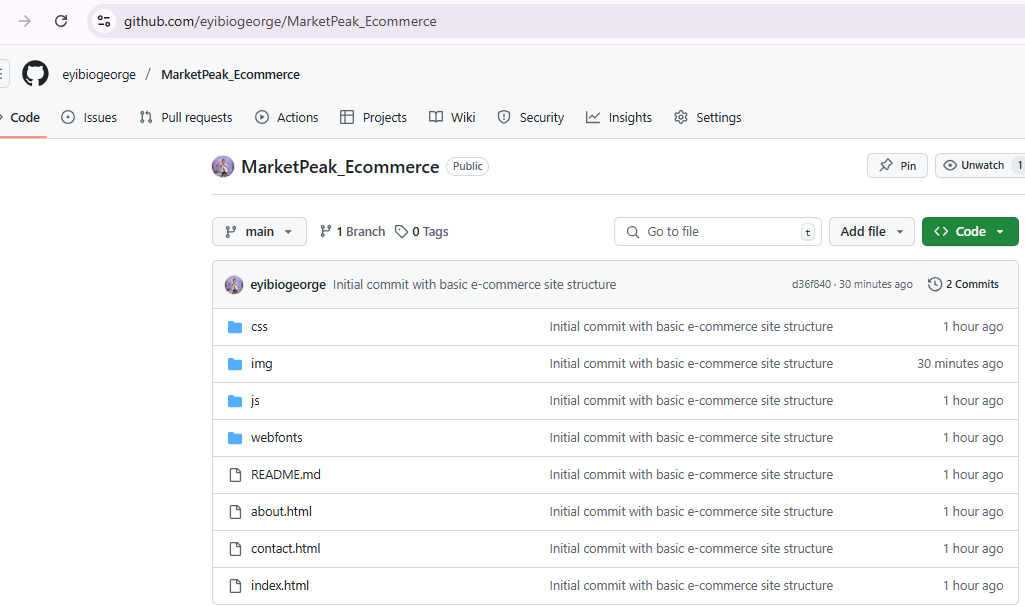 github.com/eyibiogeorge/MarketPeak_Ecommerce
eyibiogeorge / MarketPeak_Ecommerce
Code Issues Pull requests Actions Projects Wiki Security Insights Settings
MarketPeak_Ecommerce Public Pin Unwatch 1
main 1 Branch 0 Tags Go to file t Add file Code
eyibiogeorge Initial commit with basic e-commerce site structure d36f840 · 30 minutes ago 2 Commits
css Initial commit with basic e-commerce site structure 1 hour ago
img Initial commit with basic e-commerce site structure 30 minutes ago
js Initial commit with basic e-commerce site structure 1 hour ago
webfonts Initial commit with basic e-commerce site structure 1 hour ago
README.md Initial commit with basic e-commerce site structure 1 hour ago
about.html Initial commit with basic e-commerce site structure 1 hour ago
contact.html Initial commit with basic e-commerce site structure 1 hour ago
index.html Initial commit with basic e-commerce site structure 1 hour ago